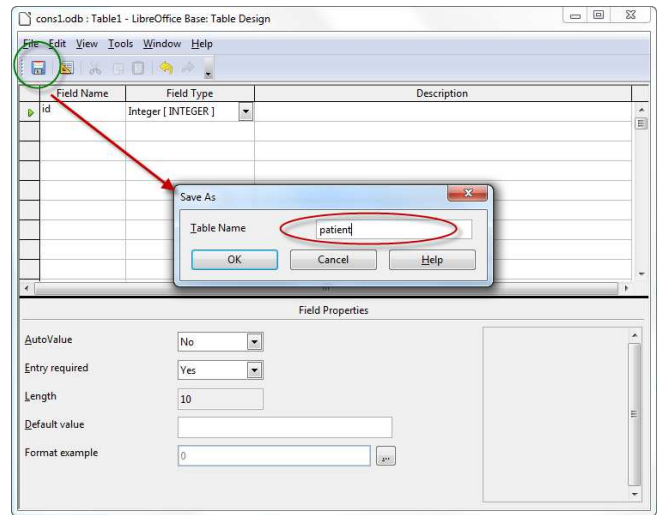 cons1.odb : Table1 - LibreOffice Base: Table Design
File Edit View Tools Window Help
Field Name Field Type Description
id Integer [ INTEGER ]
Save As
Table Name patient
OK Cancel Help
Field Properties
AutoValue No
Entry required Yes
Length 10
Default value
Format example 0 ...